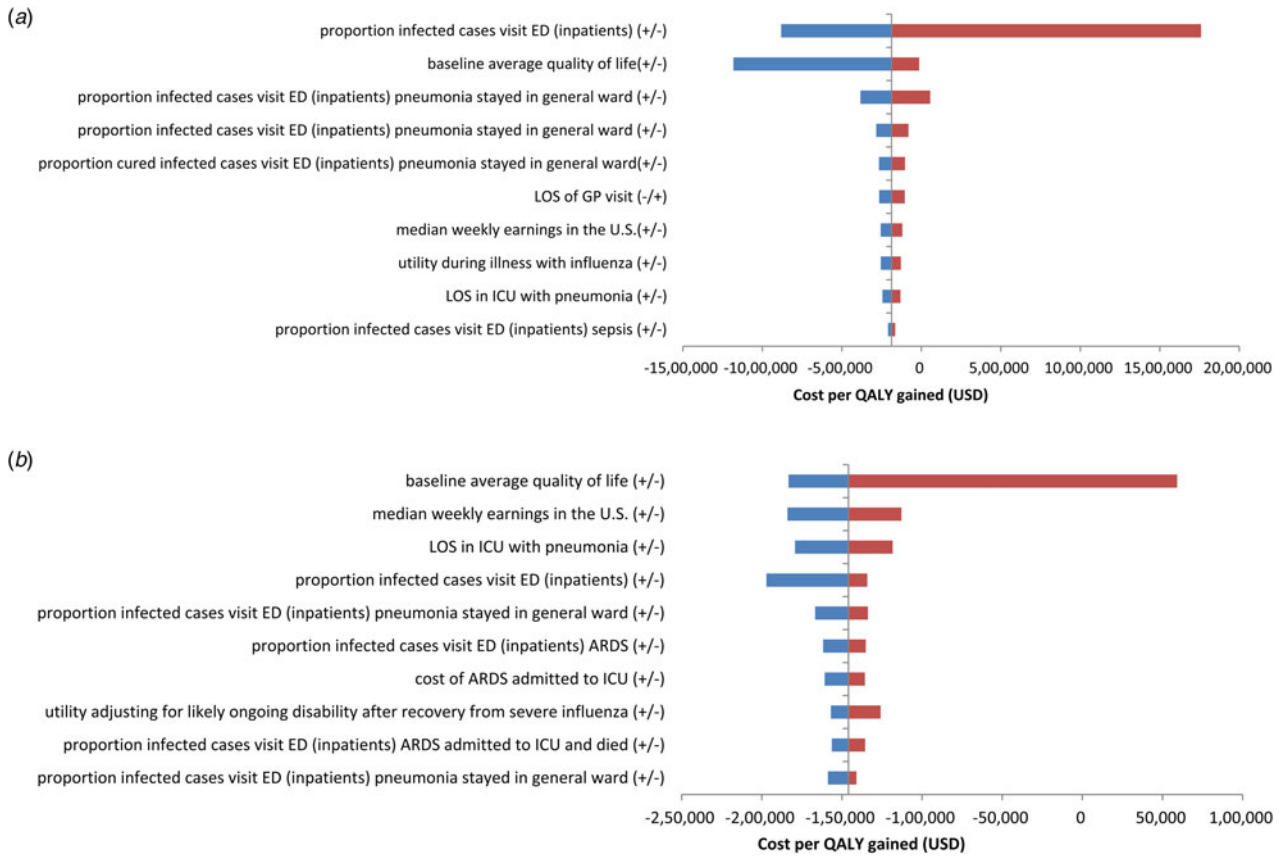 (a)
proportion infected cases visit ED (inpatients) (+/-)
baseline average quality of life(+/-)
proportion infected cases visit ED (inpatients) pneumonia stayed in general ward (+/-)
proportion infected cases visit ED (inpatients) pneumonia stayed in general ward (+/-)
proportion cured infected cases visit ED (inpatients) pneumonia stayed in general ward(+/-)
LOS of GP visit (-/+)
median weekly earnings in the U.S.(+/-)
utility during illness with influenza (+/-)
LOS in ICU with pneumonia (+/-)
proportion infected cases visit ED (inpatients) sepsis (+/-)
-15,00,000 -10,00,000 -5,00,000 0 5,00,000 10,00,000 15,00,000 20,00,000
Cost per QALY gained (USD)
(b)
baseline average quality of life (+/-)
median weekly earnings in the U.S. (+/-)
LOS in ICU with pneumonia (+/-)
proportion infected cases visit ED (inpatients) (+/-)
proportion infected cases visit ED (inpatients) pneumonia stayed in general ward (+/-)
proportion infected cases visit ED (inpatients) ARDS (+/-)
cost of ARDS admitted to ICU (+/-)
utility adjusting for likely ongoing disability after recovery from severe influenza (+/-)
proportion infected cases visit ED (inpatients) ARDS admitted to ICU and died (+/-)
proportion infected cases visit ED (inpatients) pneumonia stayed in general ward (+/-)
-2,50,000 -2,00,000 -1,50,000 -1,00,000 -50,000 0 50,000 1,00,000
Cost per QALY gained (USD)